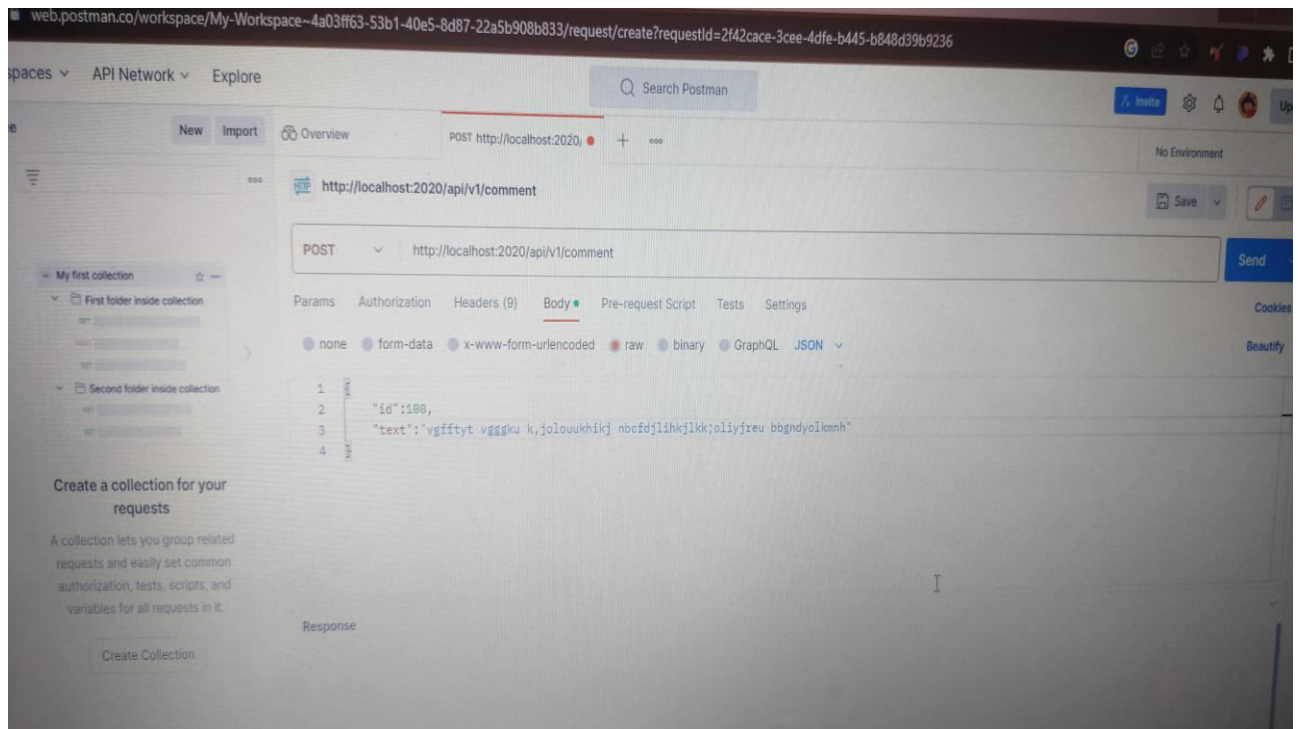 web.postman.co/workspace/My-Workspace~4a03ff63-53b1-40e5-8d87-22a5b908b833/request/create?requestId=2f42cace-3cee-4dfe-b445-b848d39b9236
spaces API Network Explore
Search Postman
Invite
Up
New Import
Overview
POST http://localhost:2020/
No Environment
http://localhost:2020/api/v1/comment
Save
POST http://localhost:2020/api/v1/comment
Send
My first collection
First folder inside collection
Second folder inside collection
Params Authorization Headers (9) Body Pre-request Script Tests Settings
Cookies
none form-data x-www-form-urlencoded raw binary GraphQL JSON
Beautify
1 {
2 "id":100,
3 "text":"vgfftyt vgggku k,jolouukhikj nbcfdjlihkjlkk;oliyjreu bbgndyolkmnh"
4 }
Create a collection for your
requests
A collection lets you group related
requests and easily set common
authorization, tests, scripts, and
variables for all requests in it.
Create Collection
Response